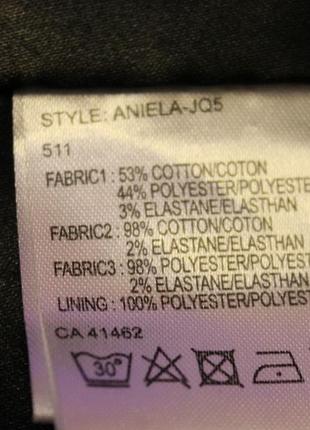 STYLE: ANIELA-JQ5
511
FABRIC1 : 53% COTTON/COTON
44% POLYESTER/POLYESTE
3% ELASTANE/ELASTHAN
FABRIC2 : 98% COTTON/COTON
2% ELASTANE/ELASTHAN
FABRIC3 : 98% POLYESTER/POLYEST
2% ELASTANE/ELASTHAN
LINING : 100% POLYESTER/POLYEST
CA 41462
30°